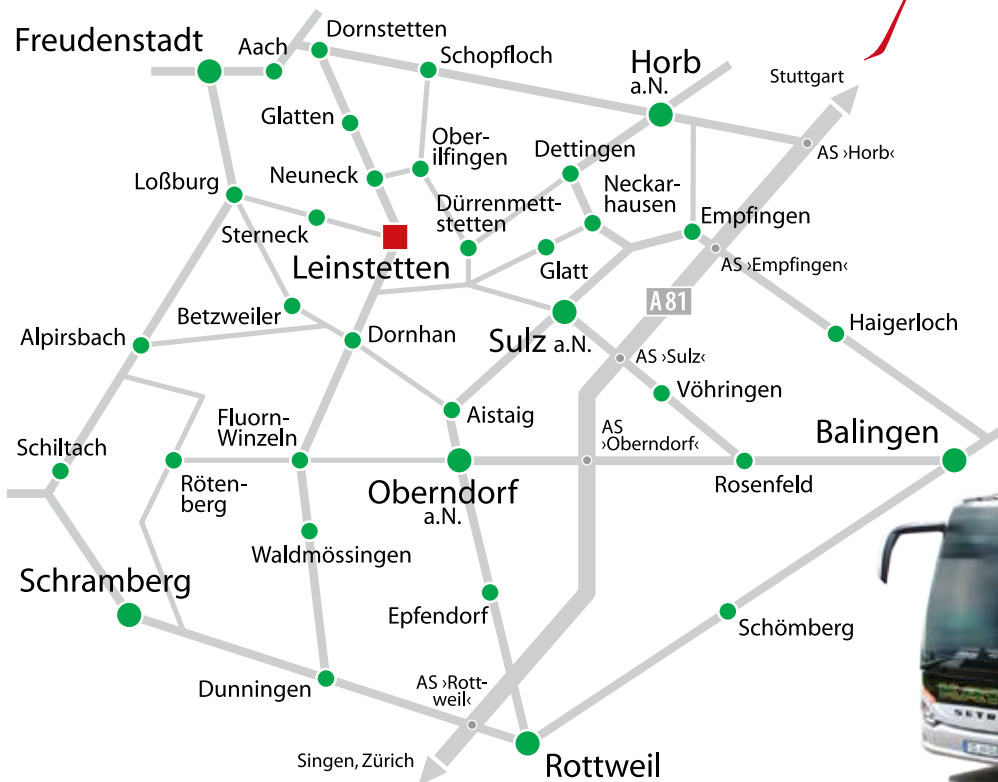 Dornstetten
Freudenstadt
Aach
Schopfloch
Horb
a.N.
Stuttgart
Glatten
Ober-
ilfingen
Dettingen
AS ›Horb‹
Neuneck
Loßburg
Neckar-
hausen
Dürrenmett-
stetten
Empfingen
Sterneck
Leinstetten
Glatt
AS ›Empfingen‹
A 81
Betzweiler
Alpirsbach
Dornhan
Sulz a.N.
Haigerloch
AS ›Sulz‹
Vöhringen
Fluorn-
Winzeln
Aistaig
AS
›Oberndorf‹
Balingen
Schiltach
Röten-
berg
Oberndorf
a.N.
Rosenfeld
Waldmössingen
Schramberg
Epfendorf
Schömberg
Dunningen
AS ›Rott-
weil‹
SETR
Singen, Zürich
Rottweil